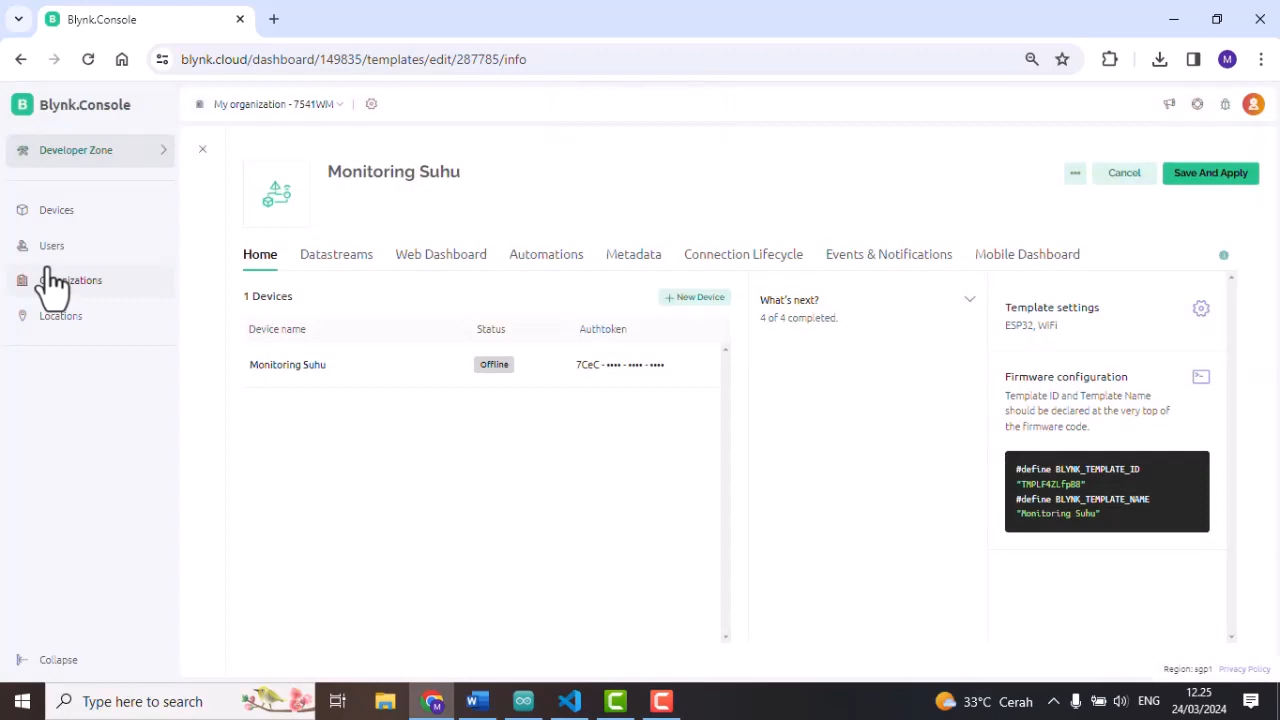 Blynk.Console
blynk.cloud/dashboard/149835/templates/edit/287785/info
M
B Blynk.Console
My organization - 7541WM
Developer Zone
Devices
Users
Locations
Collapse
Monitoring Suhu
Cancel
Save And Apply
Home Datastreams Web Dashboard Automations Metadata Connection Lifecycle Events & Notifications Mobile Dashboard
1 Devices
+ New Device
Device name Status Authtoken
Monitoring Suhu Offline 7CeC - •••• - •••• - ••••
What's next?
4 of 4 completed.
Template settings
ESP32, WiFi
Firmware configuration
Template ID and Template Name
should be declared at the very top of
the firmware code.
#define BLYNK_TEMPLATE_ID
"TMPLF4ZLfpB8"
#define BLYNK_TEMPLATE_NAME
"Monitoring Suhu"
Region: sgp1 Privacy Policy
Type here to search
33°C Cerah
ENG
12.25
24/03/2024